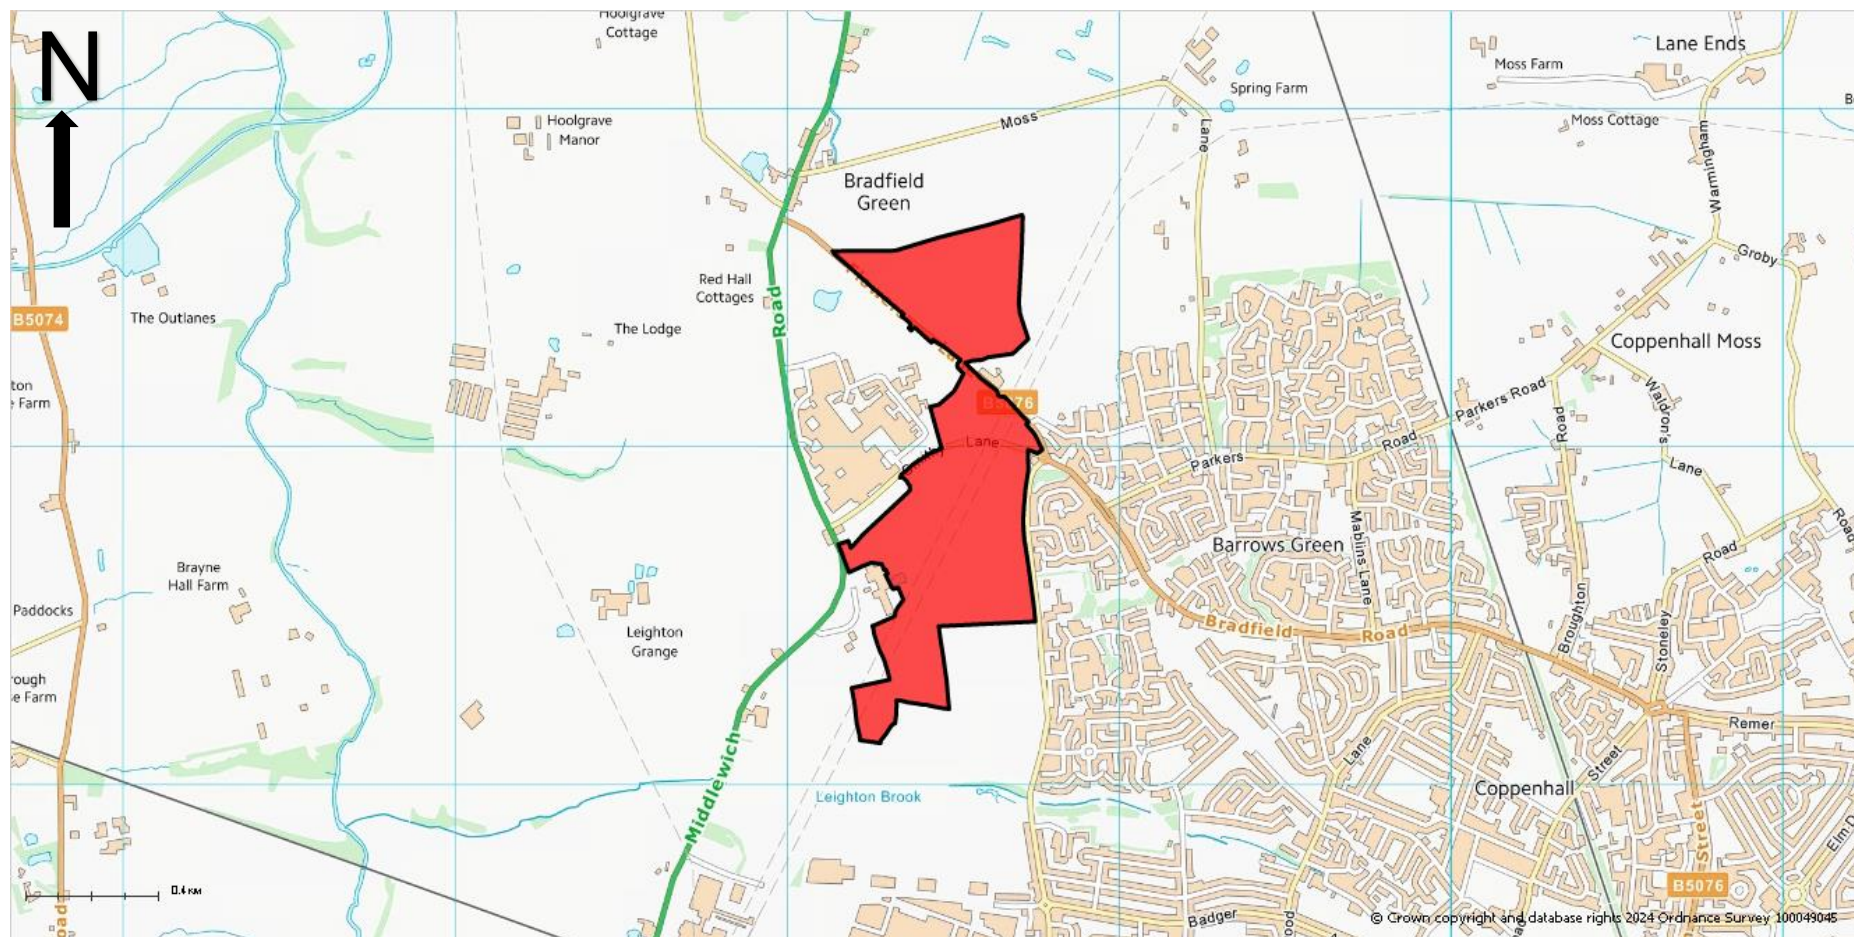 N
Hoolgrave
Cottage
Lane Ends
Moss Farm
Spring Farm
Hoolgrave
Manor
Moss
Lane
Moss Cottage
Warmingham
Bradfield
Green
Groby
Red Hall
Cottages
Road
B5074
The Outlanes
The Lodge
Coppenhall Moss
B5076
Parkers Road
Waldron's
Lane
Road
Lane
Parkers
Road
Barrows Green
Mablins Lane
Road
Road
Brayne
Hall Farm
Paddocks
Leighton
Grange
Bradfield
Road
Broughton
Stoneley
Remer
Middlewich
Lane
Street
Coppenhall
Leighton Brook
Street
B5076
0.4 км
Badger
© Crown copyright and database rights 2024 Ordnance Survey 100049045